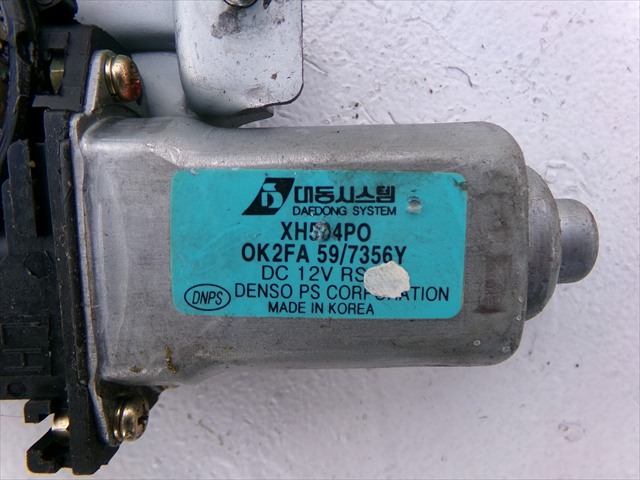 대동시스템
DAEDONG SYSTEM
XH504PO
OK2FA 59/7356Y
DC 12V
DNPS
DENSO PS CORPORATION
MADE IN KOREA